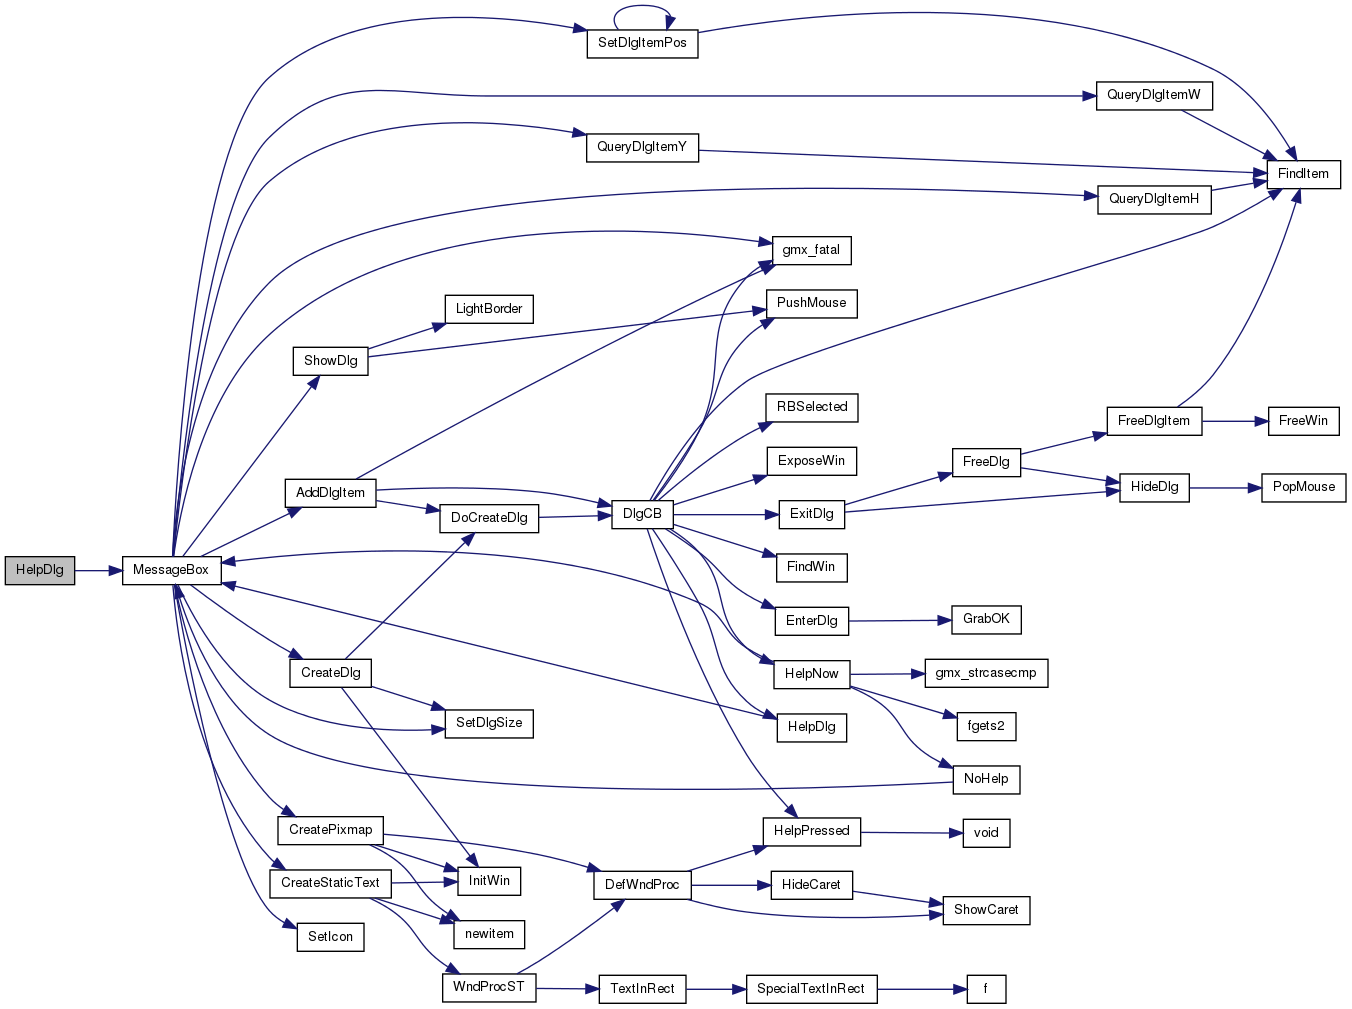 SetDlgItemPos
QueryDlgItemW
QueryDlgItemY
FindItem
QueryDlgItemH
gmx_fatal
LightBorder
PushMouse
ShowDlg
RBSelected
FreeDlgItem
FreeWin
ExposeWin
FreeDlg
AddDlgItem
HideDlg
PopMouse
DoCreateDlg
DlgCB
ExitDlg
HelpDlg
MessageBox
FindWin
EnterDlg
GrabOK
CreateDlg
HelpNow
gmx_strcasecmp
SetDlgSize
HelpDlg
fgets2
NoHelp
CreatePixmap
HelpPressed
void
CreateStaticText
InitWin
DefWndProc
HideCaret
ShowCaret
SetIcon
newitem
WndProcST
TextInRect
SpecialTextInRect
f